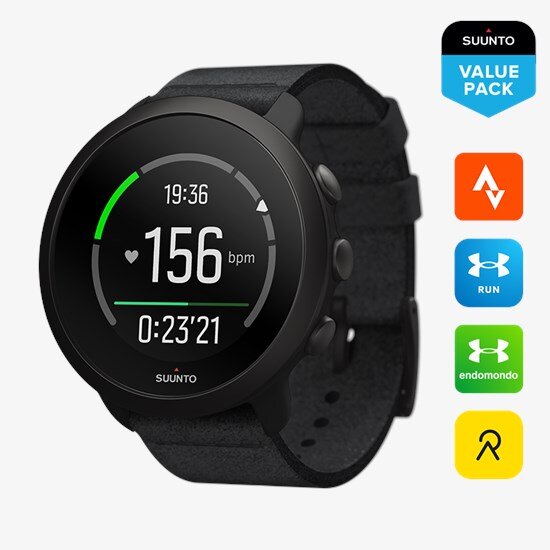 SUUNTO
VALUE
PACK
19:36
156 bpm
0:23'21
SUUNTO
RUN
endomondo